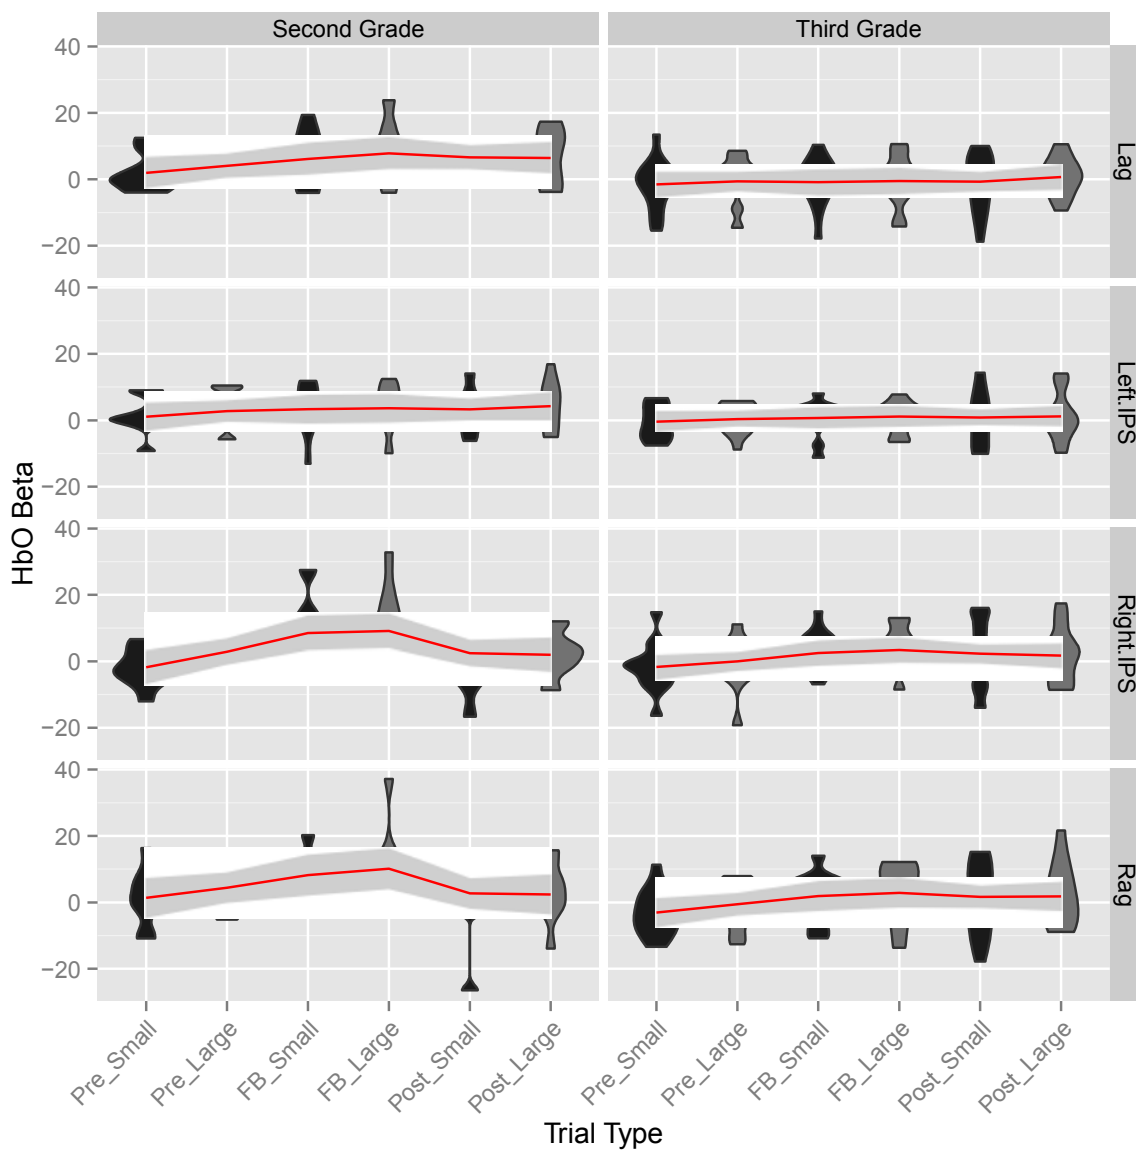 Second Grade
Third Grade
40
20
0
−20
Lag
40
20
0
−20
Left.IPS
HbO Beta
40
20
0
−20
Right.IPS
40
20
0
−20
Rag
Pre_Small
Pre_Large
FB_Small
FB_Large
Post_Small
Post_Large
Pre_Small
Pre_Large
FB_Small
FB_Large
Post_Small
Post_Large
Trial Type